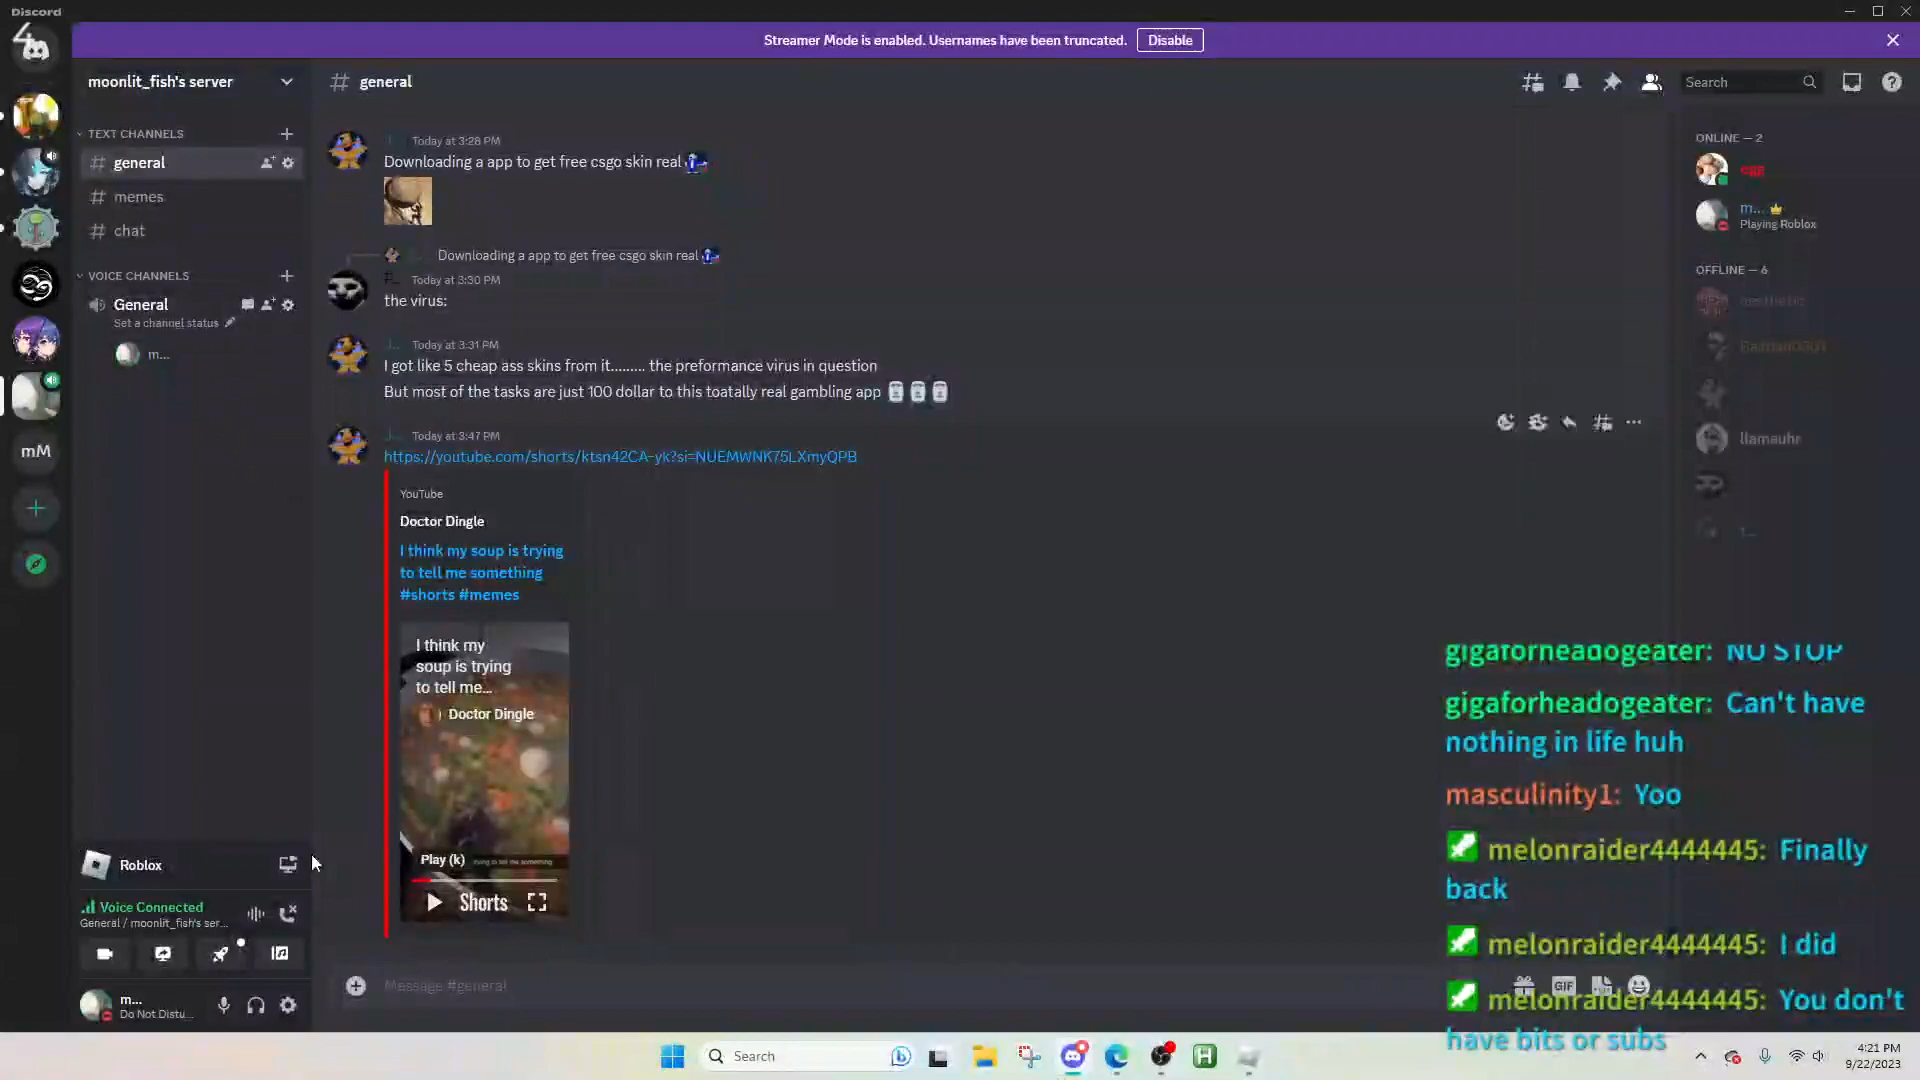 Discord
Streamer Mode is enabled. Usernames have been truncated.
Disable
moonlit_fish's server
general
Search
TEXT CHANNELS
general
memes
chat
VOICE CHANNELS
General
Set a channel status
m...
mM
Today at 3:28 PM
Downloading a app to get free csgo skin real
Downloading a app to get free csgo skin real
Today at 3:30 PM
the virus:
J... Today at 3:31 PM
I got like 5 cheap ass skins from it......... the preformance virus in question
But most of the tasks are just 100 dollar to this toatally real gambling app
J... Today at 3:47 PM
https://youtube.com/shorts/ktsn42CA-yk?si=NUEMWNK75LXmyQPB
YouTube
Doctor Dingle
I think my soup is trying
to tell me something
#shorts #memes
I think my
soup is trying
to tell me...
Doctor Dingle
Play (k)
trying to tell me something
Shorts
Message #general
GIF
ONLINE — 2
egg
m...
Playing Roblox
OFFLINE — 6
aesthetic
llamauhr
gigaforheadogeater: NO STOP
gigaforheadogeater: Can't have
nothing in life huh
masculinity1: Yoo
melonraider4444445: Finally
back
melonraider4444445: I did
melonraider4444445: You don't
have bits or subs
Roblox
Voice Connected
General / moonlit_fish's ser...
m...
Do Not Distu...
Search
4:21 PM
9/22/2023